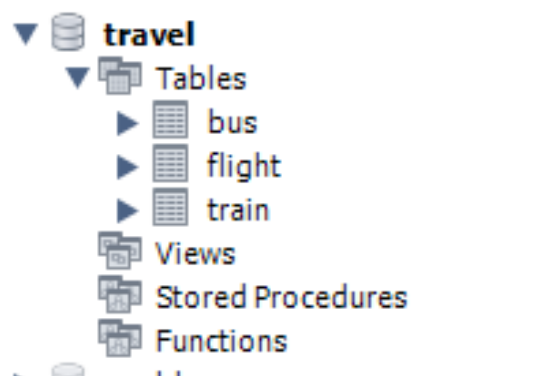 travel
Tables
bus
flight
train
Views
Stored Procedures
Functions